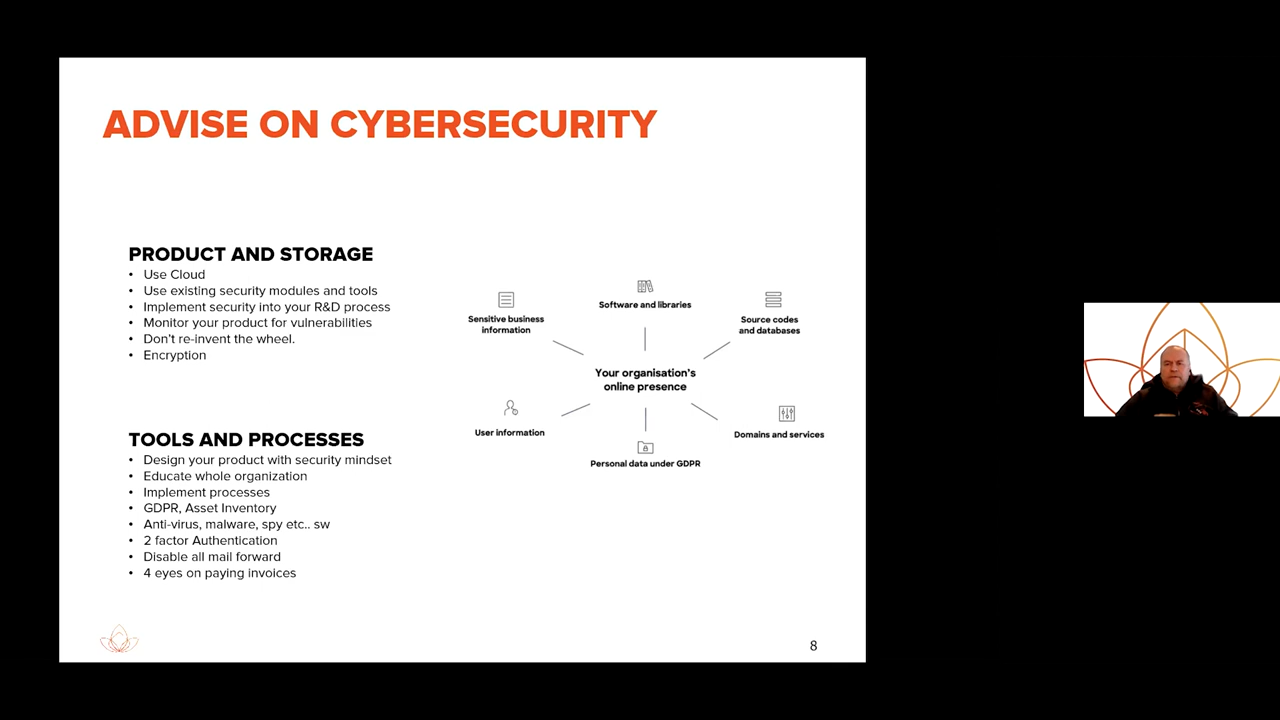 ADVISE ON CYBERSECURITY
PRODUCT AND STORAGE
• Use Cloud
• Use existing security modules and tools
• Implement security into your R&D process
• Monitor your product for vulnerabilities
• Don't re-invent the wheel.
• Encryption
TOOLS AND PROCESSES
• Design your product with security mindset
• Educate whole organization
• Implement processes
• GDPR, Asset Inventory
• Anti-virus, malware, spy etc.. sw
• 2 factor Authentication
• Disable all mail forward
• 4 eyes on paying invoices
Software and libraries
Sensitive business
information
Source codes
and databases
Your organisation's
online presence
User information
Domains and services
Personal data under GDPR
8